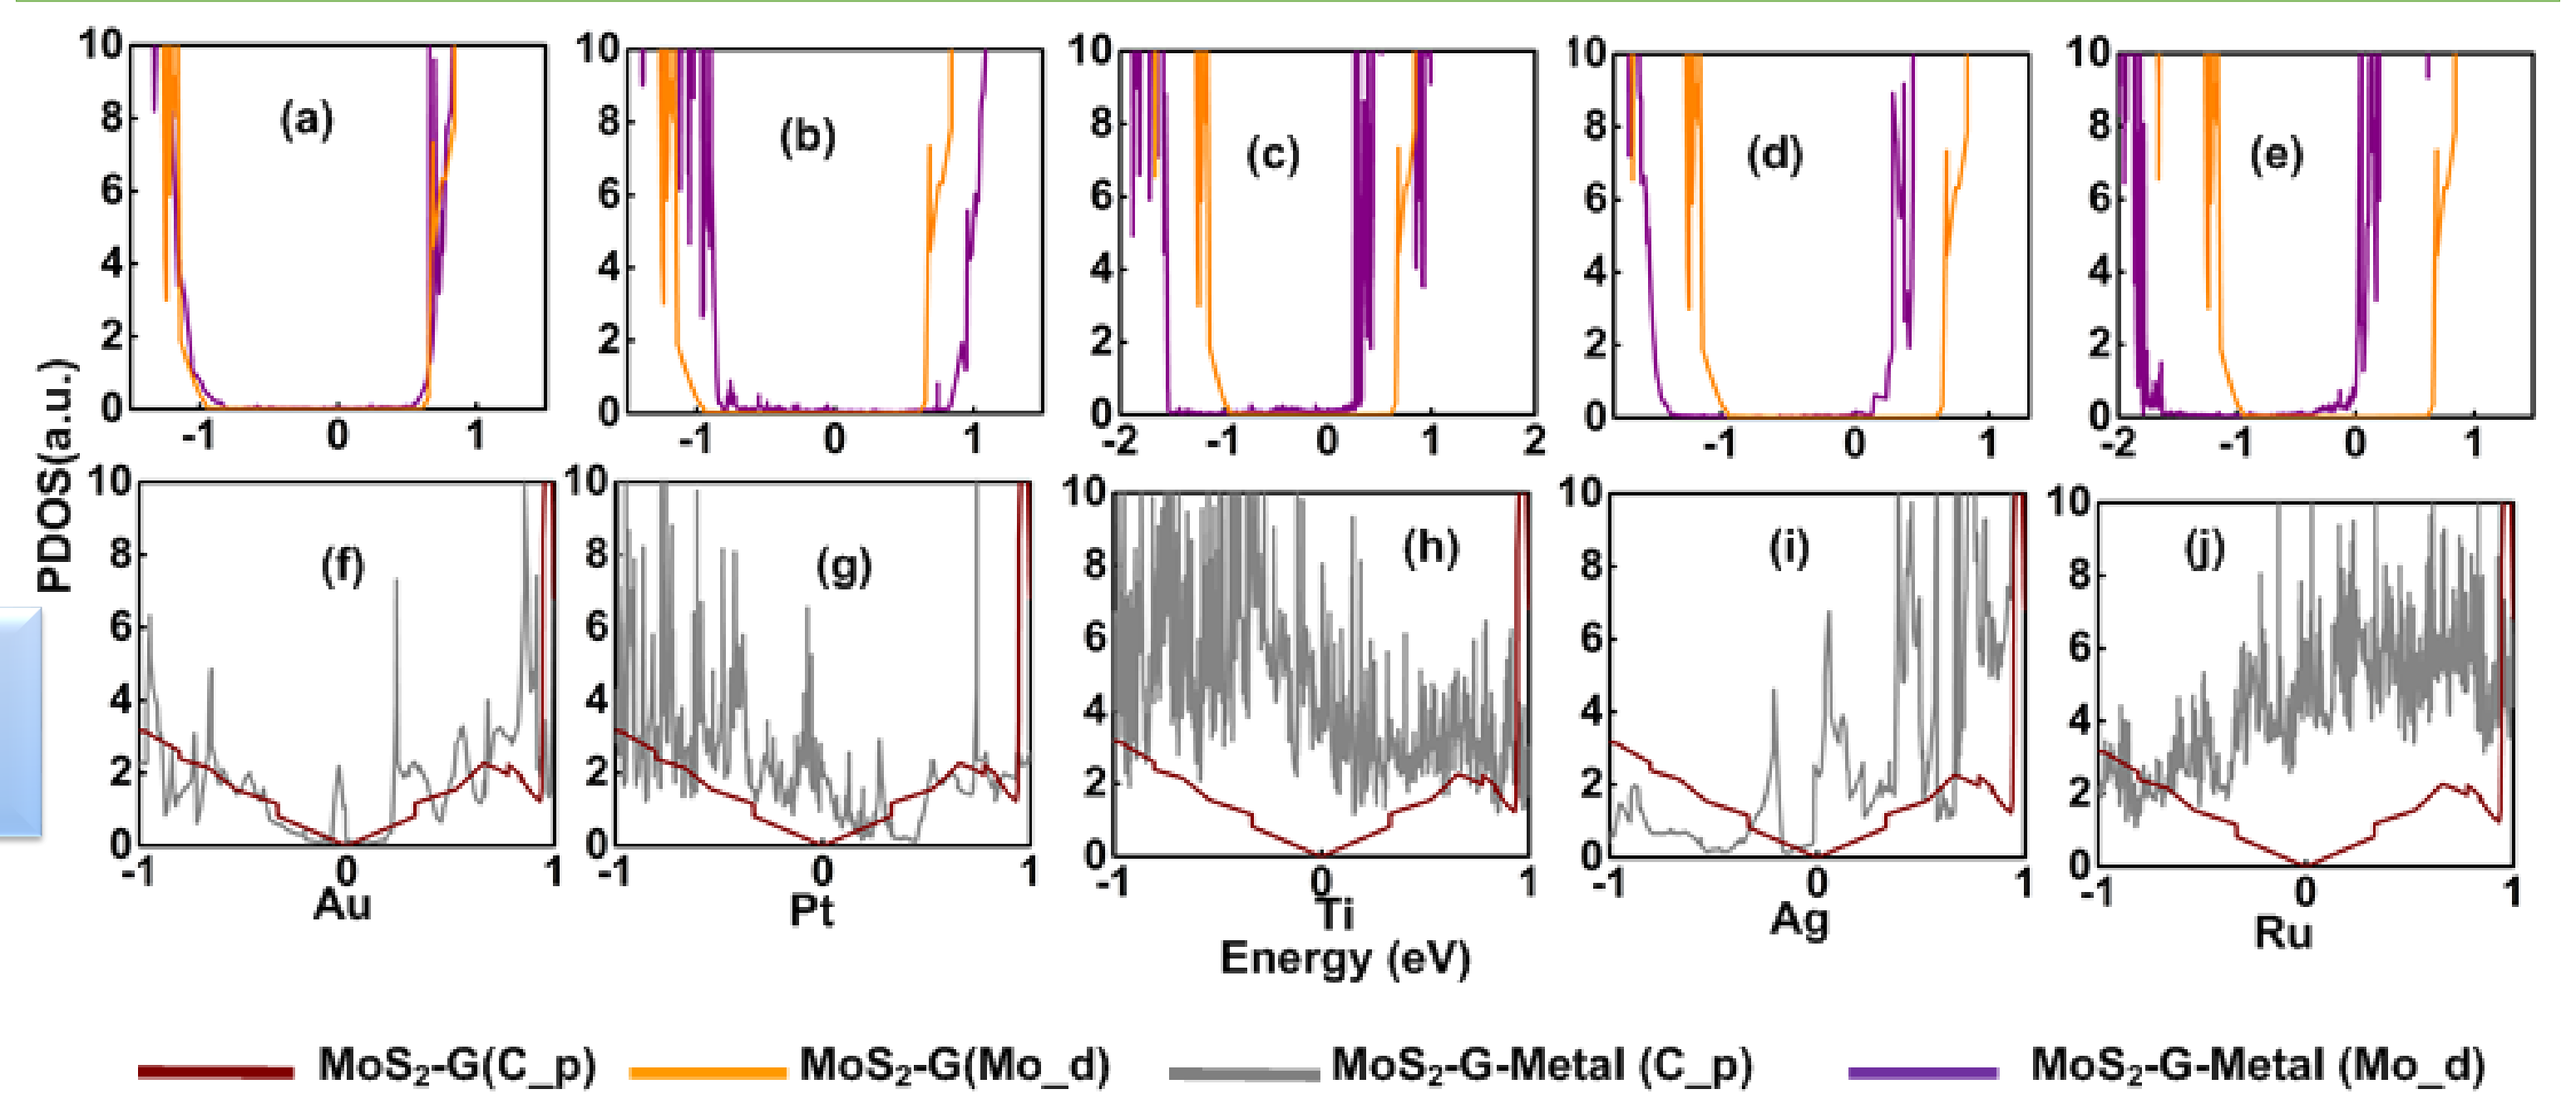 PDOS(a.u.)
10 10 10 10 10
8 8 8 8 8
6 6 6 6 6
4 4 4 4 4
2 2 2 2 2
0 0 0 0 0
(a) (b) (c) (d) (e)
-1 0 1 -1 0 1 -2 -1 0 1 2 -1 0 1 -2 -1 0 1
10 10 10 10 10
8 8 8 8 8
6 6 6 6 6
4 4 4 4 4
2 2 2 2 2
0 0 0 0 0
(f) (g) (h) (i) (j)
-1 0 1 -1 0 1 -1 0 1 -1 0 1 -1 0 1
Au Pt Ti Ag Ru
Energy (eV)
MoS₂-G(C_p) MoS₂-G(Mo_d) MoS₂-G-Metal (C_p) MoS₂-G-Metal (Mo_d)